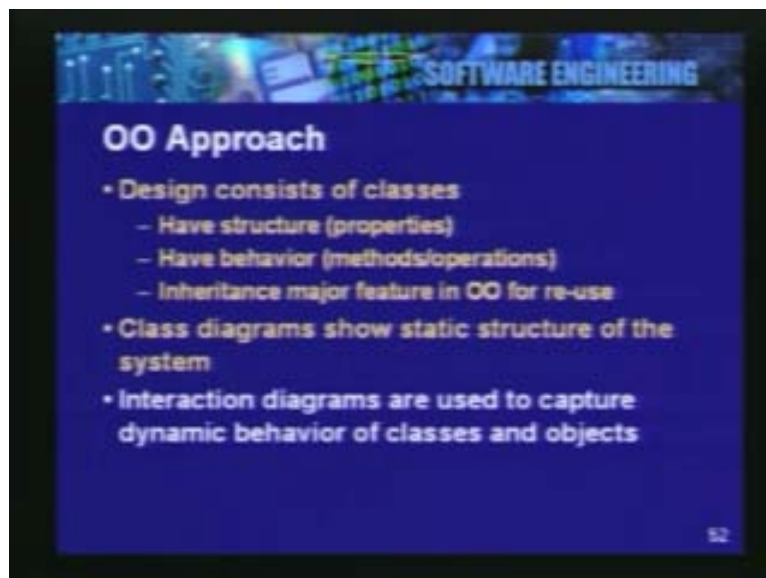 SOFTWARE ENGINEERING
OO Approach
• Design consists of classes
– Have structure (properties)
– Have behavior (methods/operations)
– Inheritance major feature in OO for re-use
• Class diagrams show static structure of the
system
• Interaction diagrams are used to capture
dynamic behavior of classes and objects
52